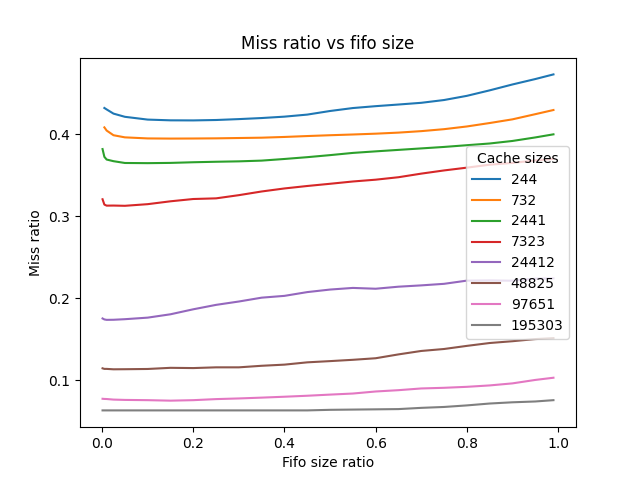 Miss ratio vs fifo size
Miss ratio
0.4
0.3
0.2
0.1
Cache sizes
244
732
2441
7323
24412
48825
97651
195303
0.0 0.2 0.4 0.6 0.8 1.0
Fifo size ratio